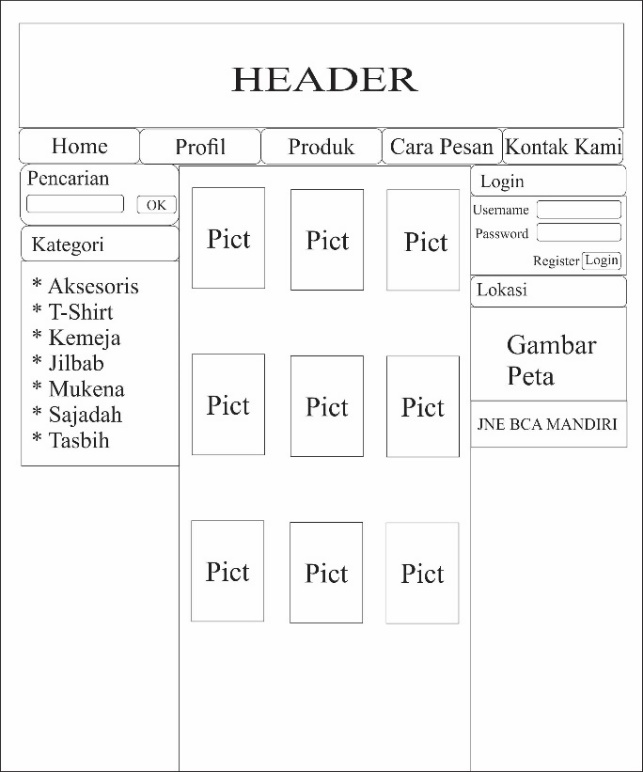 HEADER
Home Profil Produk Cara Pesan Kontak Kami
Pencarian
OK
Kategori
* Aksesoris
* T-Shirt
* Kemeja
* Jilbab
* Mukena
* Sajadah
* Tasbih
Pict Pict Pict
Pict Pict Pict
Pict Pict Pict
Login
Username
Password
Register Login
Lokasi
Gambar
Peta
JNE BCA MANDIRI